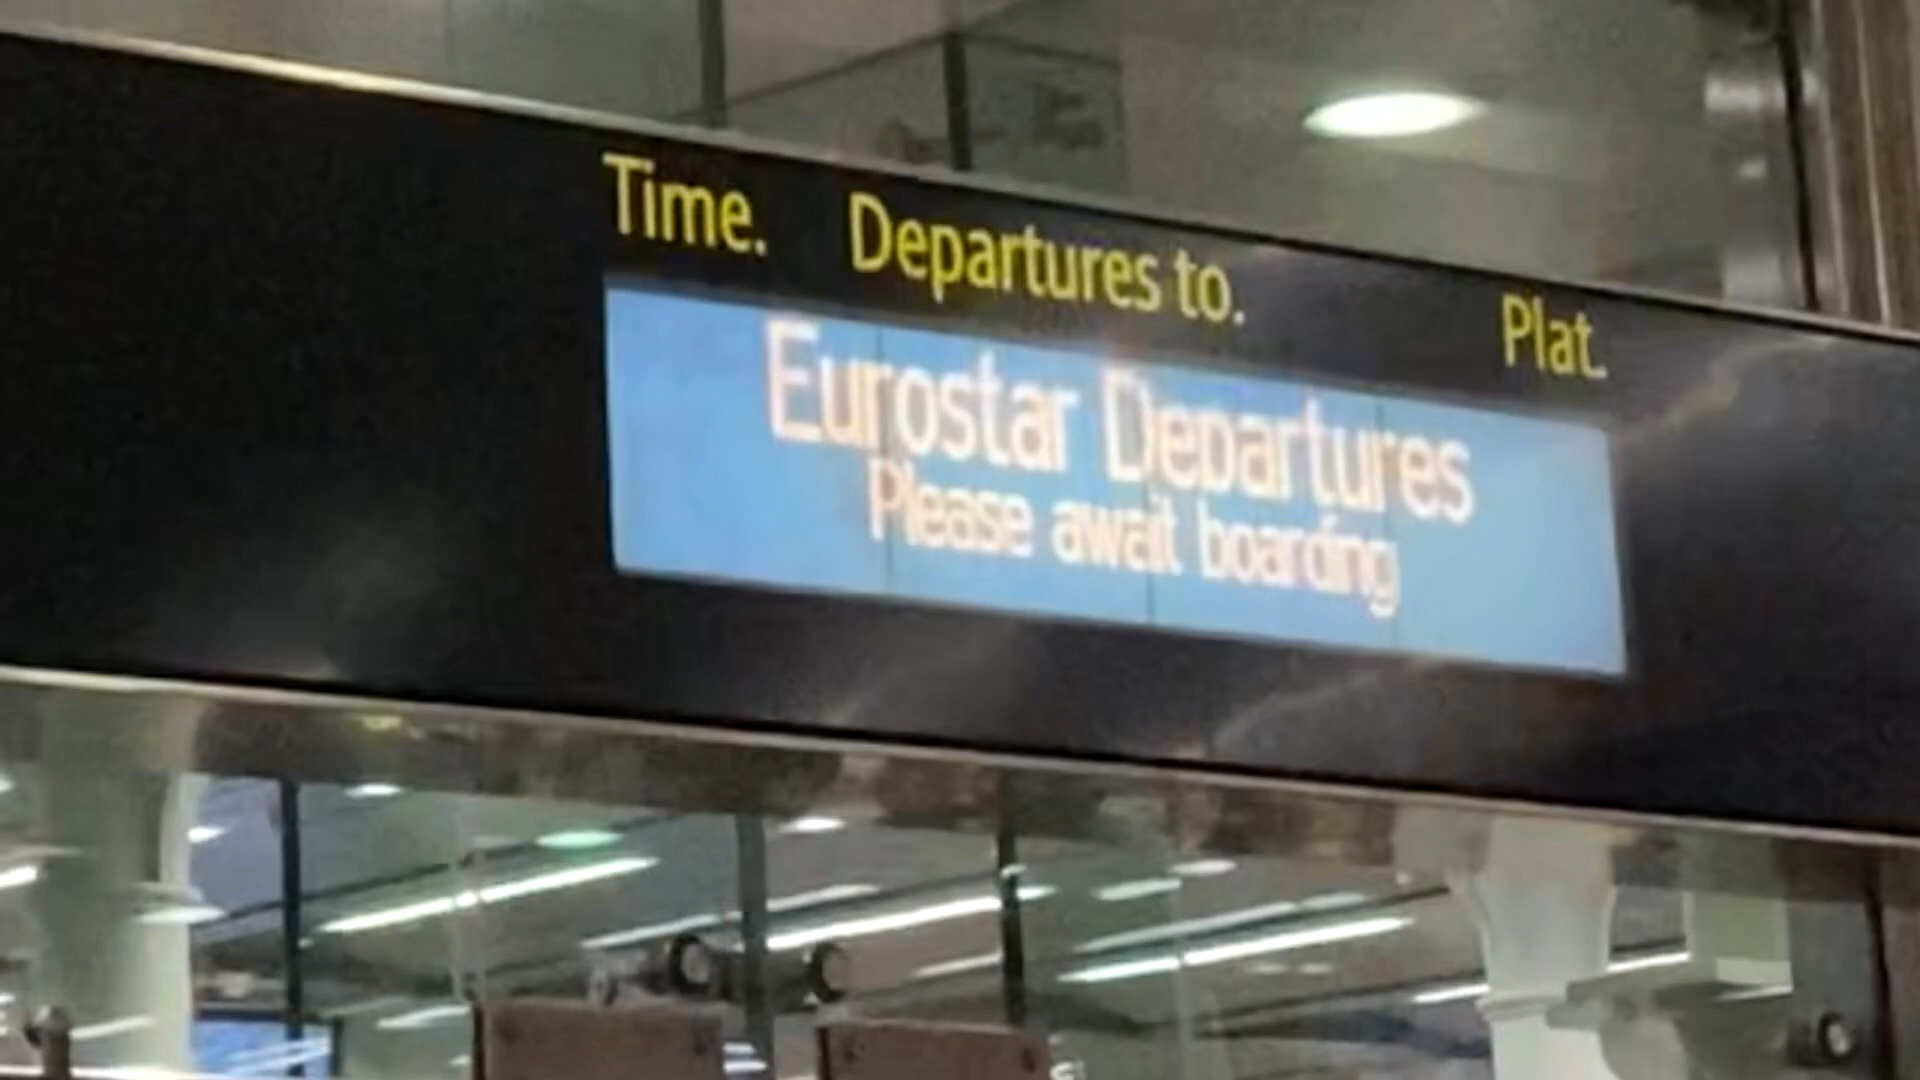 Time. Departures to. Plat.
Eurostar Departures
Please await boarding